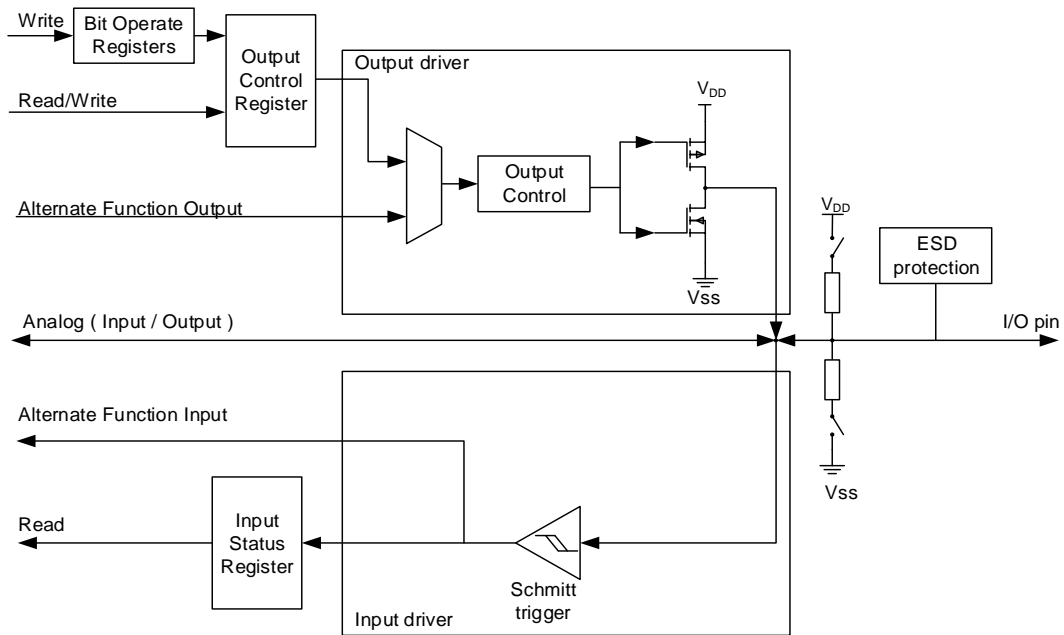 Write
Bit Operate
Registers
Output
Control
Register
Read/Write
Alternate Function Output
Output driver
Output
Control
VDD
Vss
VDD
ESD
protection
Analog ( Input / Output )
I/O pin
Vss
Alternate Function Input
Read
Input
Status
Register
Schmitt
trigger
Input driver